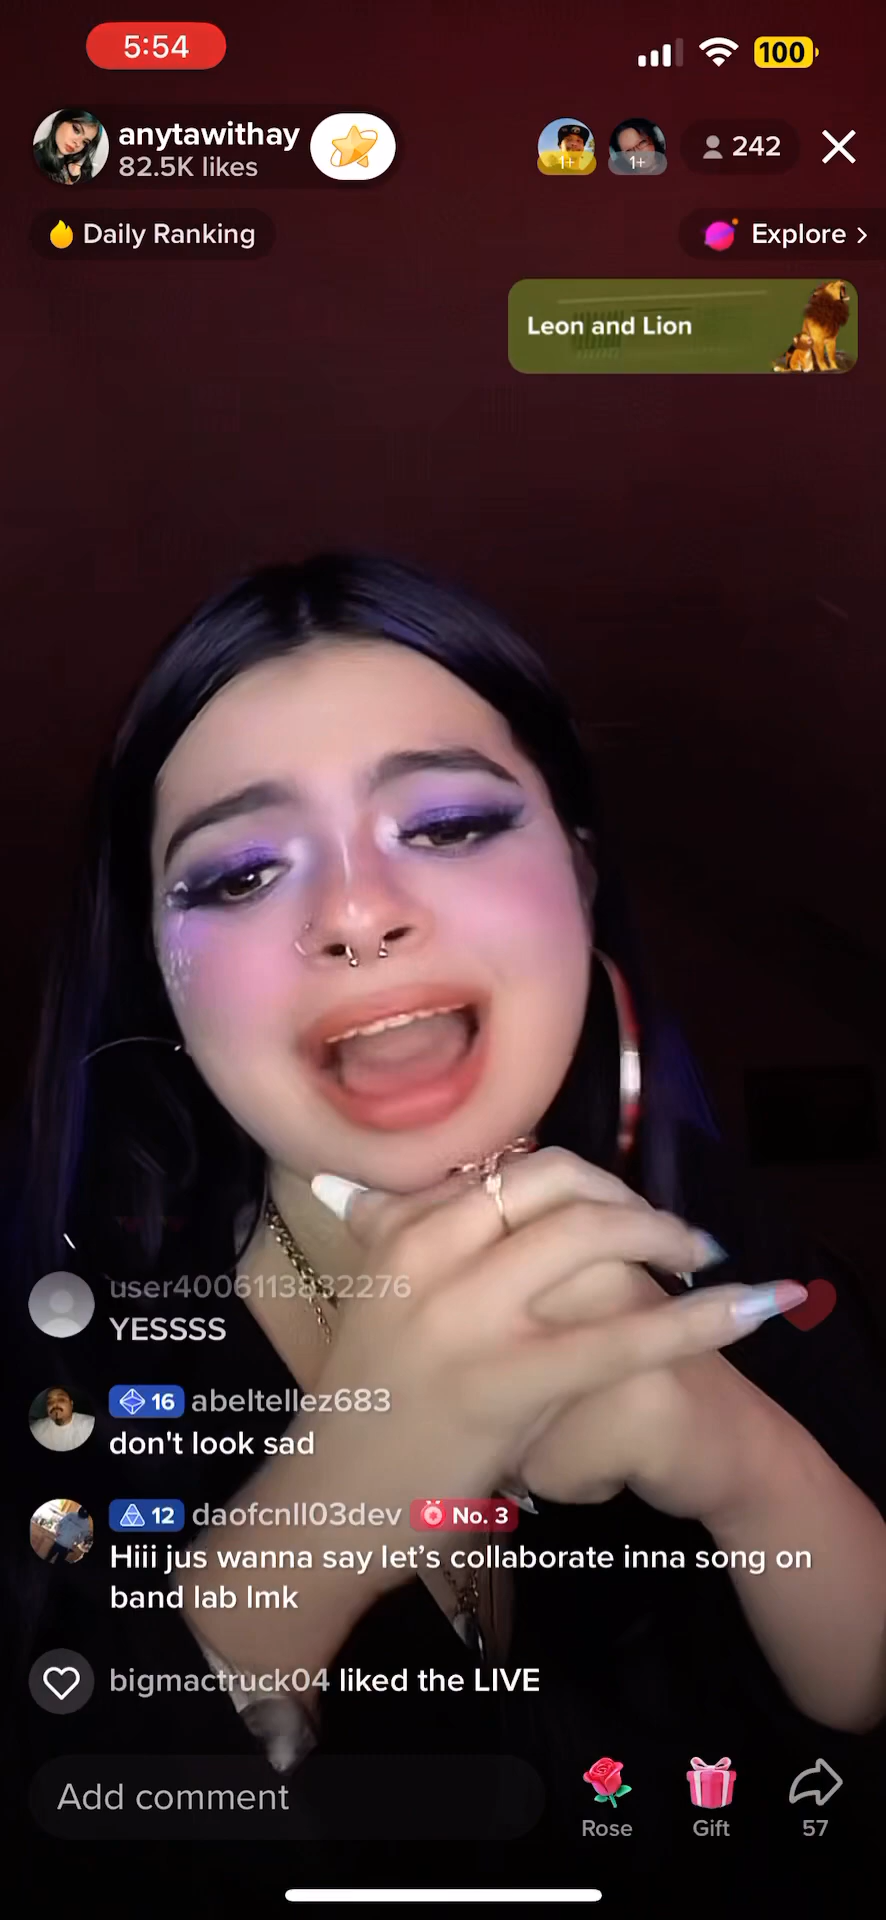 5:54
100
anytawithay
82.5K likes
1+
1+
242
Daily Ranking
Explore >
Leon and Lion
user4006113832276
YESSSS
16 abeltellez683
don't look sad
12 daofcnll03dev No. 3
Hiii jus wanna say let’s collaborate inna song on
band lab lmk
bigmactruck04 liked the LIVE
Add comment
Rose
Gift
57